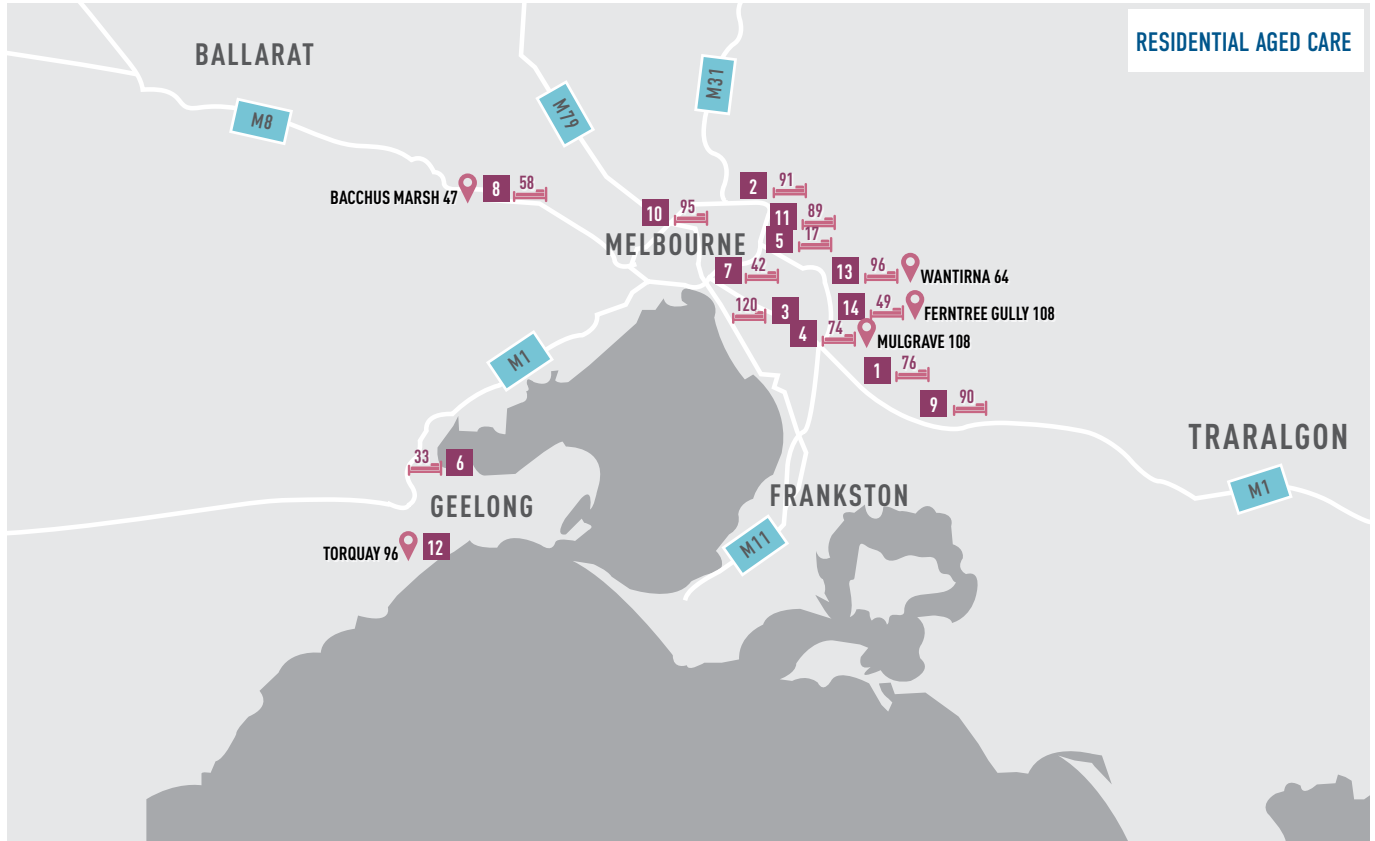 RESIDENTIAL AGED CARE
BALLARAT
M31
M79
M8
BACCHUS MARSH 47
8
58
2
91
10
95
11
89
MELBOURNE
5
17
7
42
13
96
WANTIRNA 64
120
3
14
49
FERNTREE GULLY 108
4
74
MULGRAVE 108
M1
1
76
9
90
TRARALGON
33
6
M1
GEELONG
FRANKSTON
TORQUAY 96
12
M11